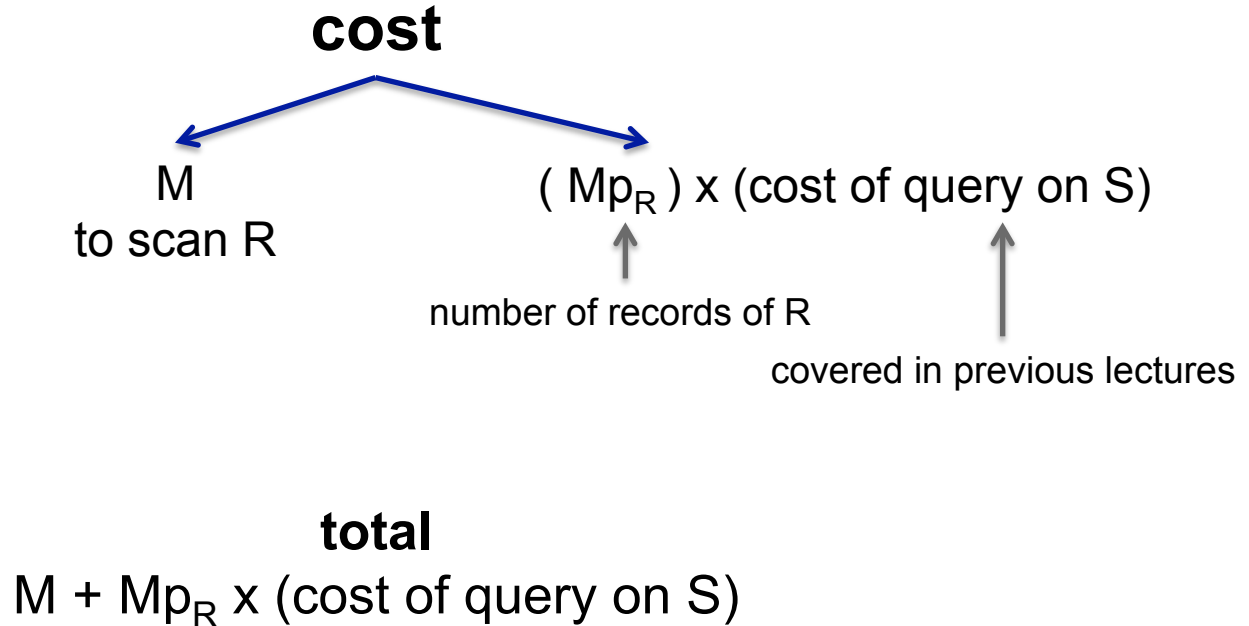 cost
M
to scan R
( Mp_R ) x (cost of query on S)
number of records of R
covered in previous lectures
total
M + Mp_R x (cost of query on S)